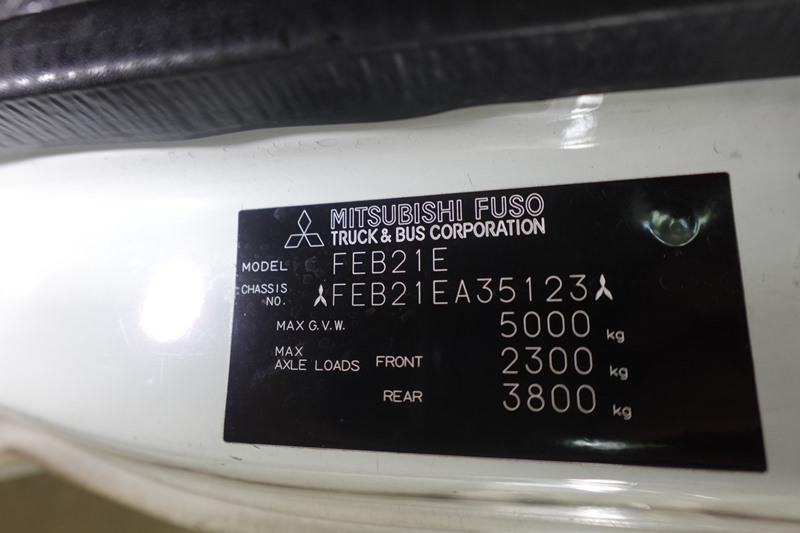 MITSUBISHI FUSO
TRUCK & BUS CORPORATION
MODEL FEB21E
CHASSIS NO. FEB21EA35123
MAX G.V.W. 5000 kg
MAX AXLE LOADS FRONT 2300 kg
REAR 3800 kg